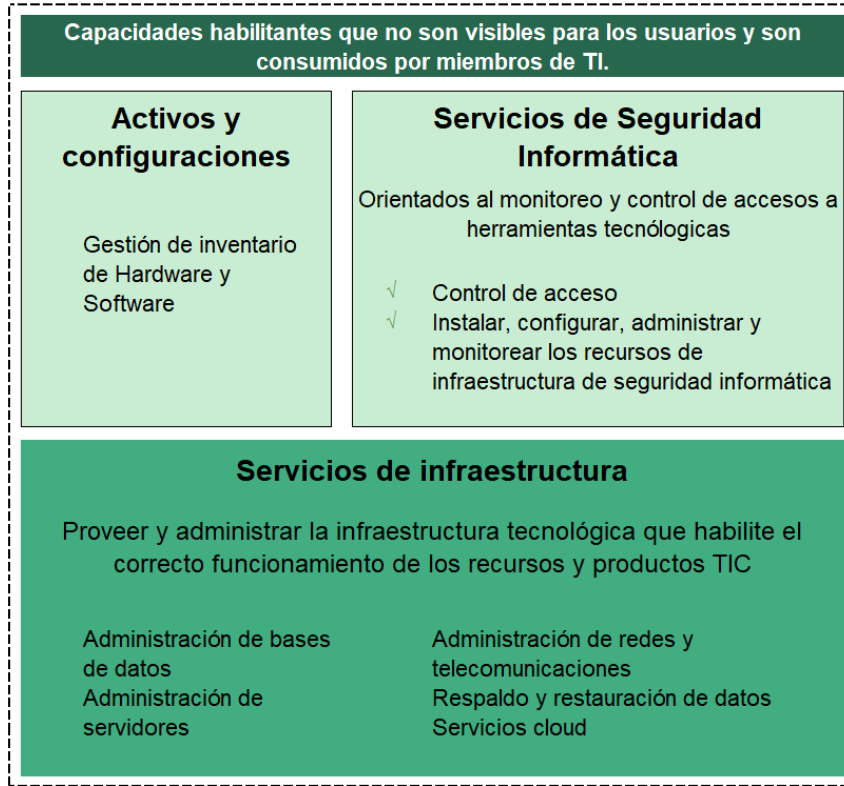 Capacidades habilitantes que no son visibles para los usuarios y son
consumidos por miembros de TI.
Activos y
configuraciones
Gestión de inventario
de Hardware y
Software
Servicios de Seguridad
Informática
Orientados al monitoreo y control de accesos a
herramientas tecnólogicas
√ Control de acceso
√ Instalar, configurar, administrar y
monitorear los recursos de
infraestructura de seguridad informática
Servicios de infraestructura
Proveer y administrar la infraestructura tecnológica que habilite el
correcto funcionamiento de los recursos y productos TIC
Administración de bases
de datos
Administración de
servidores
Administración de redes y
telecomunicaciones
Respaldo y restauración de datos
Servicios cloud